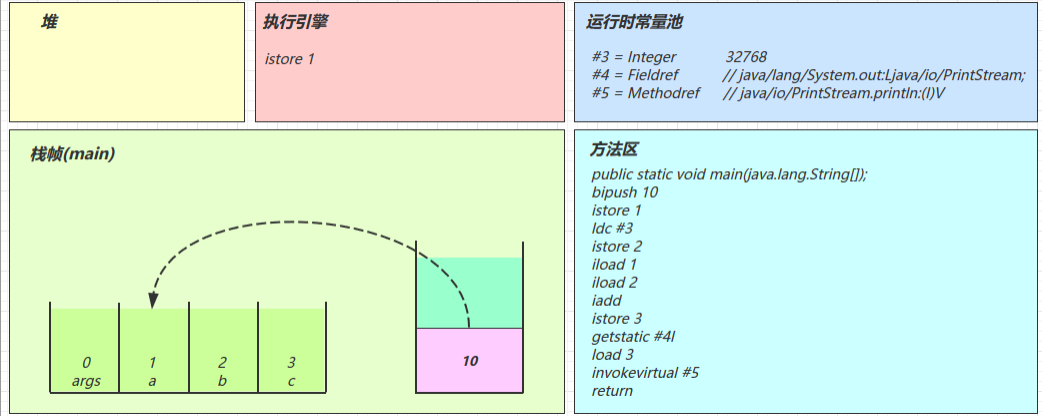 堆
执行引擎
istore 1
运行时常量池
#3 = Integer 32768
#4 = Fieldref // java/lang/System.out:Ljava/io/PrintStream;
#5 = Methodref // java/io/PrintStream.println:(I)V
栈帧(main)
0 1 2 3
args a b c
10
方法区
public static void main(java.lang.String[]);
bipush 10
istore 1
ldc #3
istore 2
iload 1
iload 2
iadd
istore 3
getstatic #4I
load 3
invokevirtual #5
return